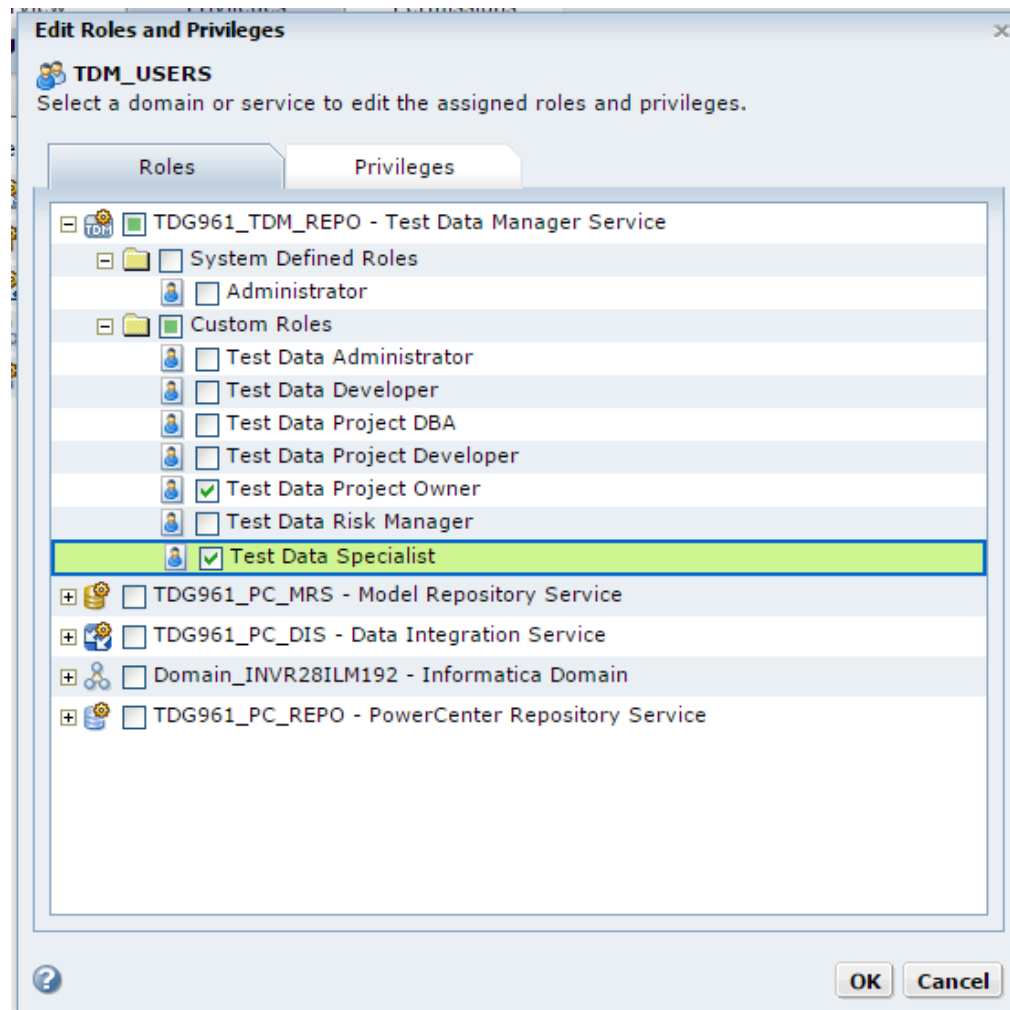 Edit Roles and Privileges
TDM_USERS
Select a domain or service to edit the assigned roles and privileges.
Roles Privileges
TDG961_TDM_REPO - Test Data Manager Service
System Defined Roles
Administrator
Custom Roles
Test Data Administrator
Test Data Developer
Test Data Project DBA
Test Data Project Developer
Test Data Project Owner
Test Data Risk Manager
Test Data Specialist
TDG961_PC_MRS - Model Repository Service
TDG961_PC_DIS - Data Integration Service
Domain_INVR28ILM192 - Informatica Domain
TDG961_PC_REPO - PowerCenter Repository Service
OK Cancel